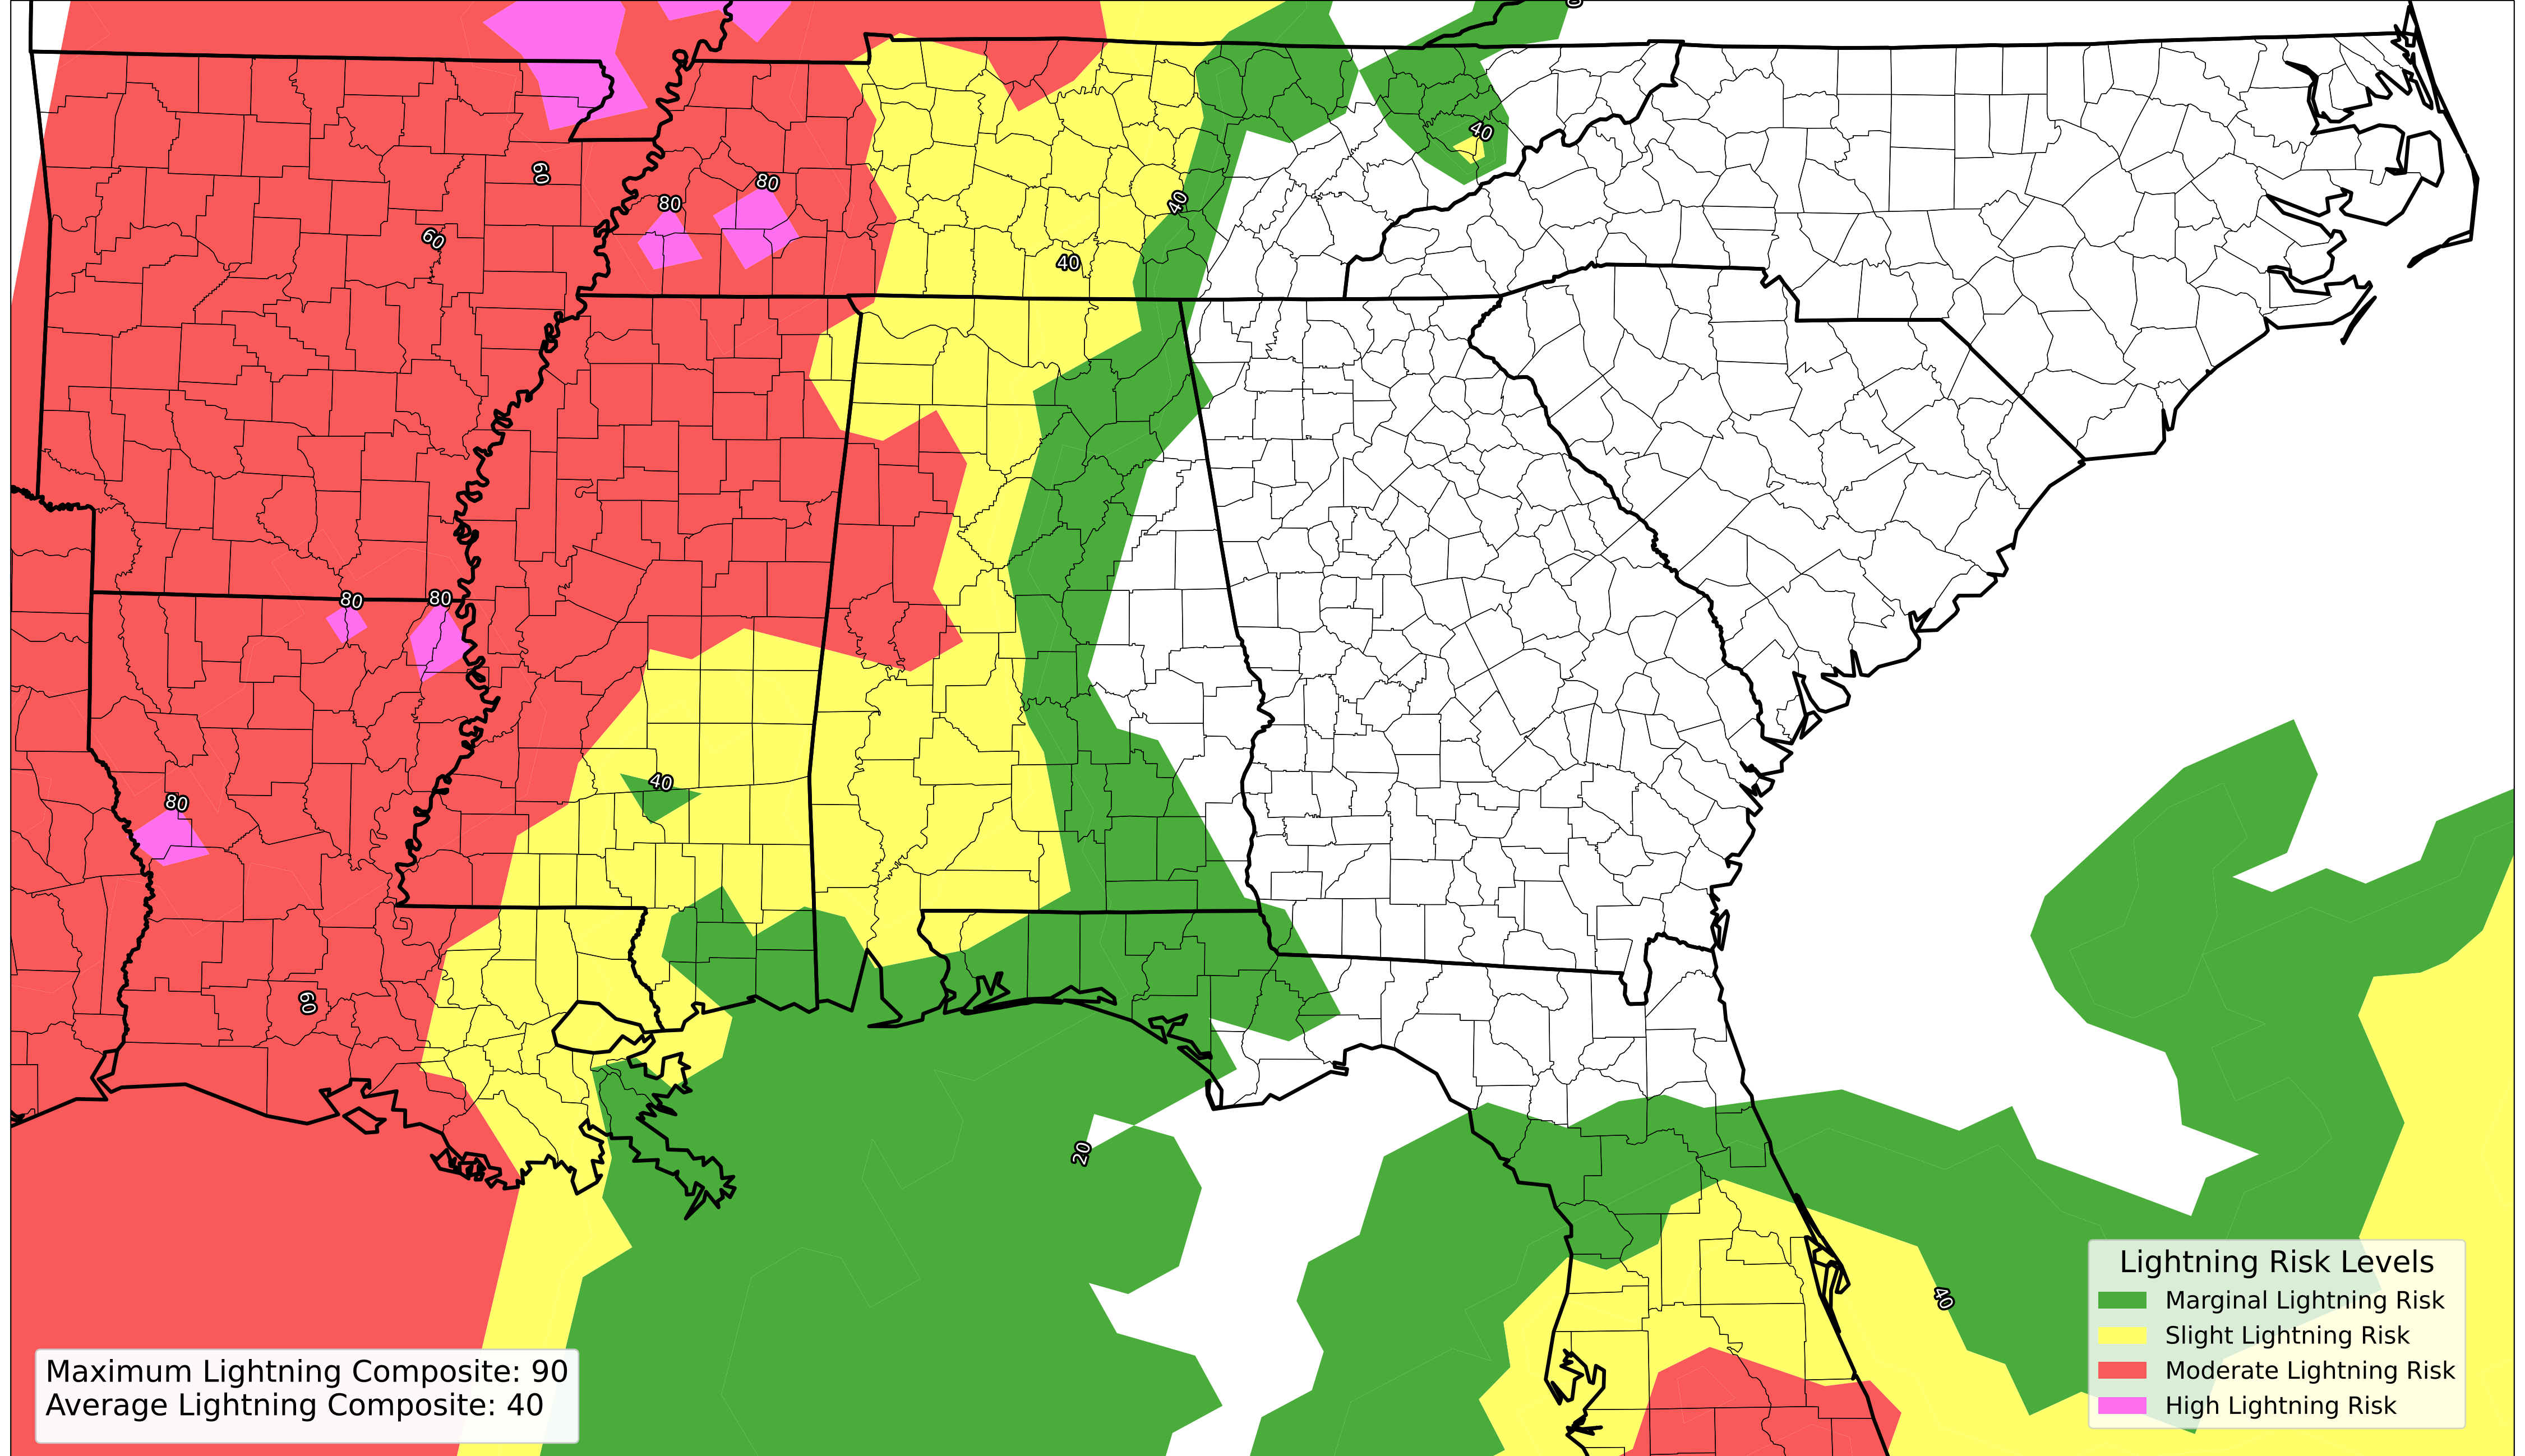 40
60
80
80
40
60
40
80
80
40
80
60
20
40
Lightning Risk Levels
Marginal Lightning Risk
Slight Lightning Risk
Moderate Lightning Risk
High Lightning Risk
Maximum Lightning Composite: 90
Average Lightning Composite: 40